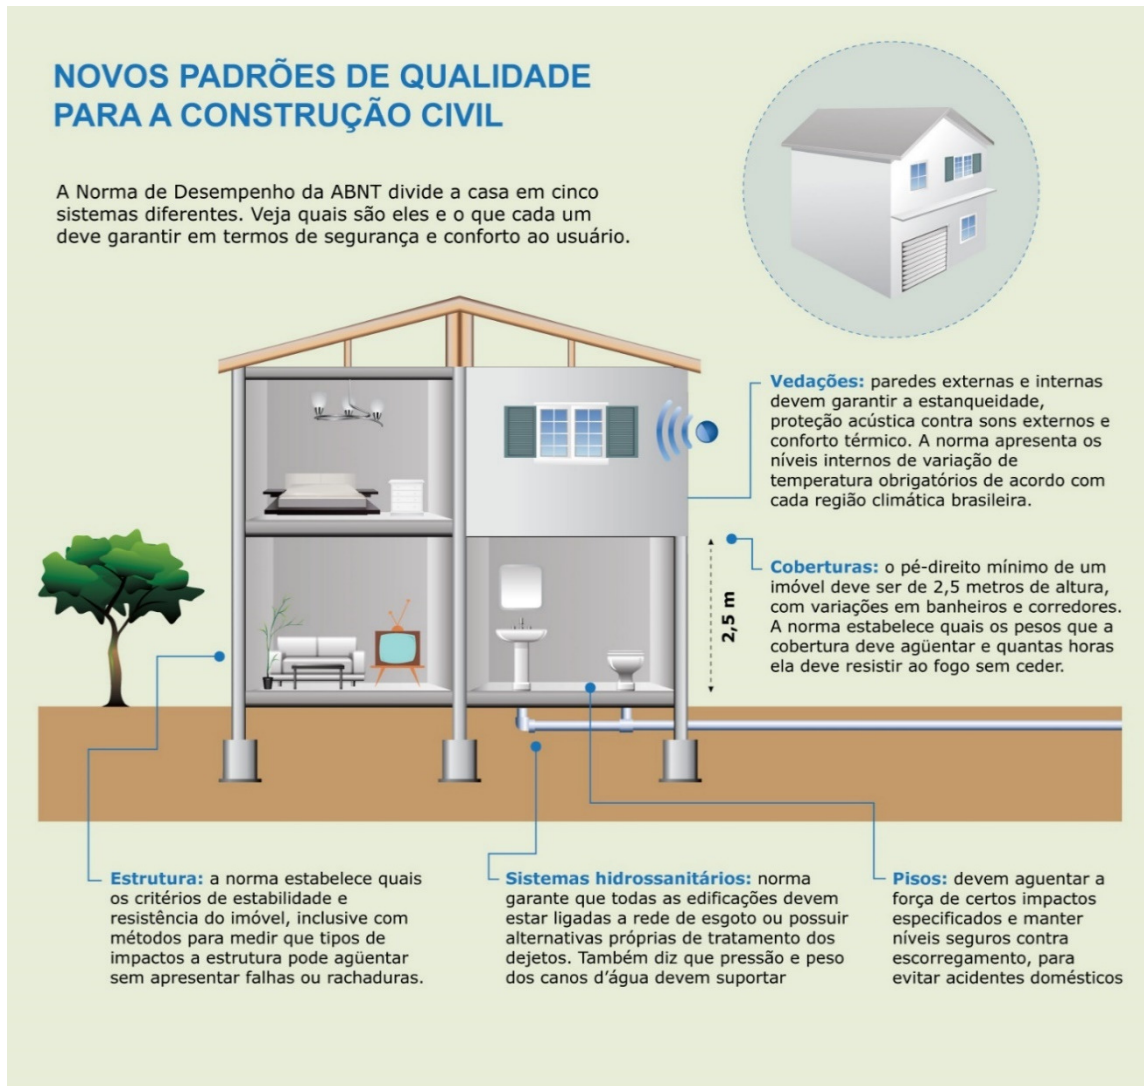 NOVOS PADRÕES DE QUALIDADE
PARA A CONSTRUÇÃO CIVIL
A Norma de Desempenho da ABNT divide a casa em cinco
sistemas diferentes. Veja quais são eles e o que cada um
deve garantir em termos de segurança e conforto ao usuário.
Vedações: paredes externas e internas
devem garantir a estanqueidade,
proteção acústica contra sons externos e
conforto térmico. A norma apresenta os
níveis internos de variação de
temperatura obrigatórios de acordo com
cada região climática brasileira.
2,5 m
Coberturas: o pé-direito mínimo de um
imóvel deve ser de 2,5 metros de altura,
com variações em banheiros e corredores.
A norma estabelece quais os pesos que a
cobertura deve agüentar e quantas horas
ela deve resistir ao fogo sem ceder.
Estrutura: a norma estabelece quais
os critérios de estabilidade e
resistência do imóvel, inclusive com
métodos para medir que tipos de
impactos a estrutura pode agüentar
sem apresentar falhas ou rachaduras.
Sistemas hidrossanitários: norma
garante que todas as edificações devem
estar ligadas a rede de esgoto ou possuir
alternativas próprias de tratamento dos
dejetos. Também diz que pressão e peso
dos canos d'água devem suportar
Pisos: devem aguentar a
força de certos impactos
especificados e manter
níveis seguros contra
escorregamento, para
evitar acidentes domésticos